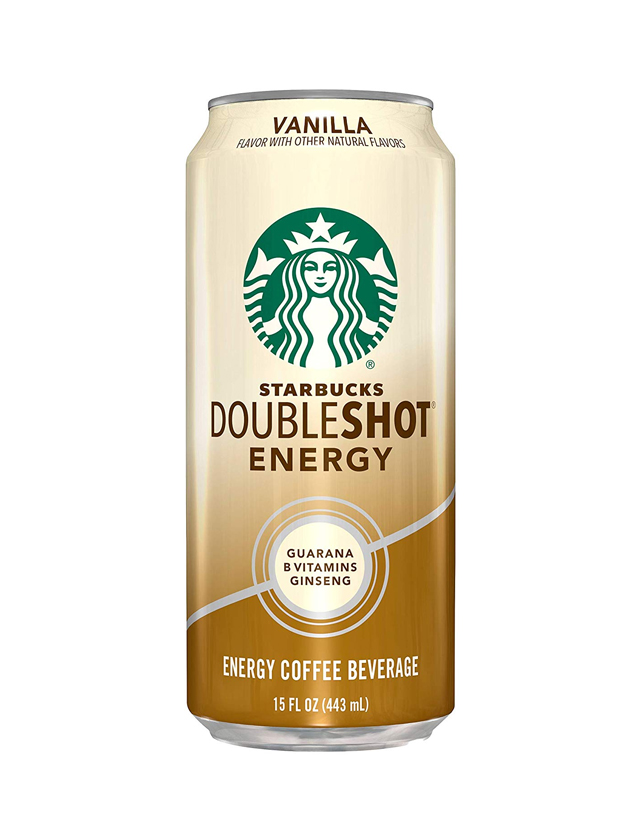 VANILLA
FLAVOR WITH OTHER NATURAL FLAVORS
®
STARBUCKS
DOUBLESHOT®
ENERGY
GUARANA
B VITAMINS
GINSENG
ENERGY COFFEE BEVERAGE
15 FL OZ (443 mL)